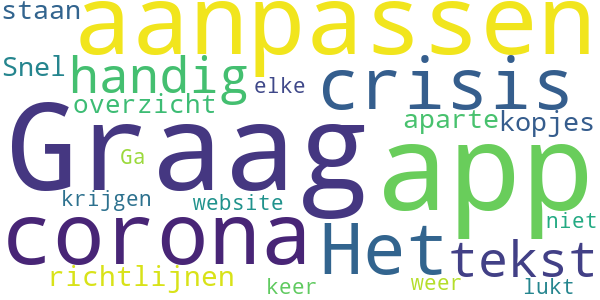 staan aanpassen
Snel handig elke crisis
overzicht aparte kopjes
Graag Ga app
krijgen website niet
corona Het tekst
richtlijnen keer weer lukt